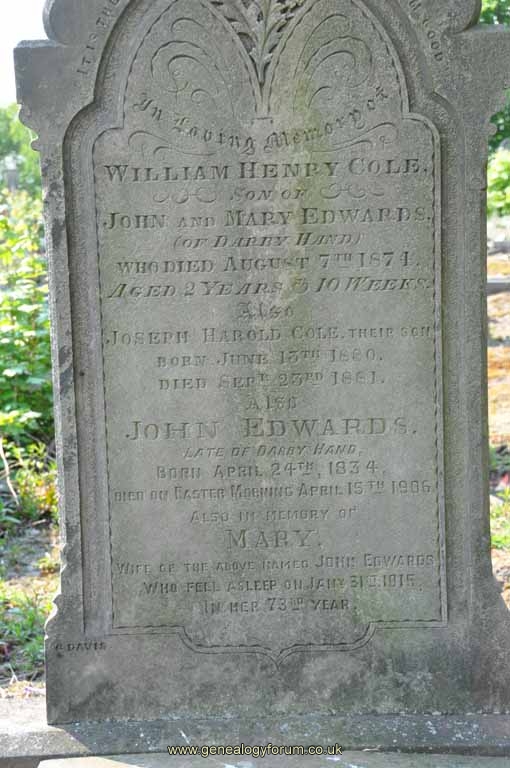 IT IS THE
In Loving Memory of
WILLIAM HENRY COLE,
SON OF
JOHN AND MARY EDWARDS,
(OF DARBY HAND)
WHO DIED AUGUST 7TH 1874.
AGED 2 YEARS & 10 WEEKS.
ALSO
JOSEPH HAROLD COLE, THEIR SON
BORN JUNE 13TH 1880.
DIED SEPT. 23RD 1881.
ALSO
JOHN EDWARDS.
LATE OF DARBY HAND,
BORN APRIL 24TH, 1834,
DIED ON EASTER MORNING APRIL 15TH 1906.
ALSO IN MEMORY OF
MARY.
WIFE OF THE ABOVE NAMED JOHN EDWARDS
WHO FELL ASLEEP ON JANY 31ST, 1915,
IN HER 73RD YEAR.
DAVIS
www.genealogyforum.co.uk